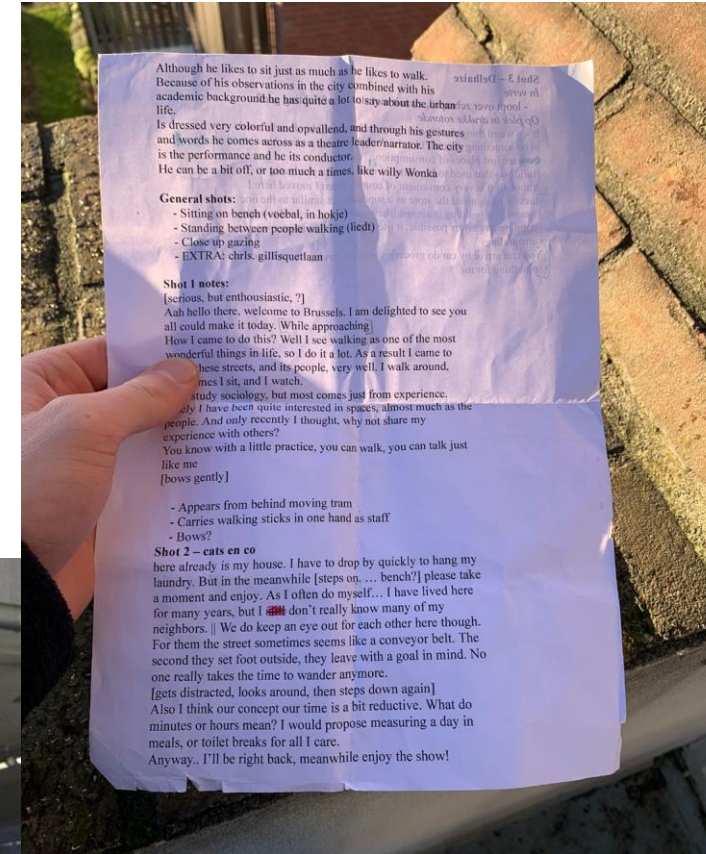 Although he likes to sit just as much as he likes to walk.
Because of his observations in the city combined with his
academic background he has quite a lot to say about the urban
life.
Is dressed very colorful and opvallend, and through his gestures
and words he comes across as a theatre leader/narrator. The city
is the performance and he its conductor.
He can be a bit off, or too much a times, like willy Wonka
General shots:
- Sitting on bench (voebal, in hokje)
- Standing between people walking (liedt)
- Close up gazing
- EXTRA: chrls. gillisquetlaan
Shot 1 notes:
[serious, but enthousiastic, ?]
Aah hello there, welcome to Brussels. I am delighted to see you
all could make it today. While approaching]
How I came to do this? Well I see walking as one of the most
wonderful things in life, so I do it a lot. As a result I came to
these streets, and its people, very well. I walk around,
mes I sit, and I watch.
study sociology, but most comes just from experience.
ely I have been quite interested in spaces, almost much as the
people. And only recently I thought, why not share my
experience with others?
You know with a little practice, you can walk, you can talk just
like me
[bows gently]
- Appears from behind moving tram
- Carries walking sticks in one hand as staff
- Bows?
Shot 2 – cats en co
here already is my house. I have to drop by quickly to hang my
laundry. But in the meanwhile [steps on. … bench?] please take
a moment and enjoy. As I often do myself… I have lived here
for many years, but I don't really know many of my
neighbors. || We do keep an eye out for each other here though.
For them the street sometimes seems like a conveyor belt. The
second they set foot outside, they leave with a goal in mind. No
one really takes the time to wander anymore.
[gets distracted, looks around, then steps down again]
Also I think our concept our time is a bit reductive. What do
minutes or hours mean? I would propose measuring a day in
meals, or toilet breaks for all I care.
Anyway.. I'll be right back, meanwhile enjoy the show!